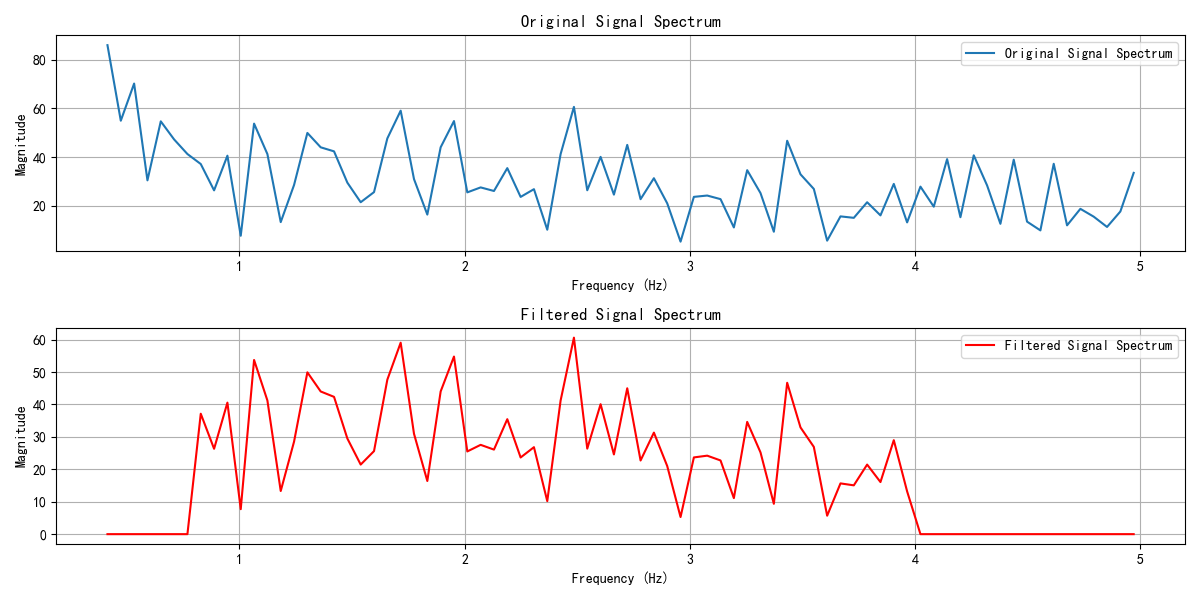 Original Signal Spectrum
Original Signal Spectrum
80
60
40
20
Magnitude
1
2
3
4
5
Frequency (Hz)
Filtered Signal Spectrum
Filtered Signal Spectrum
60
50
40
30
20
10
0
Magnitude
1
2
3
4
5
Frequency (Hz)